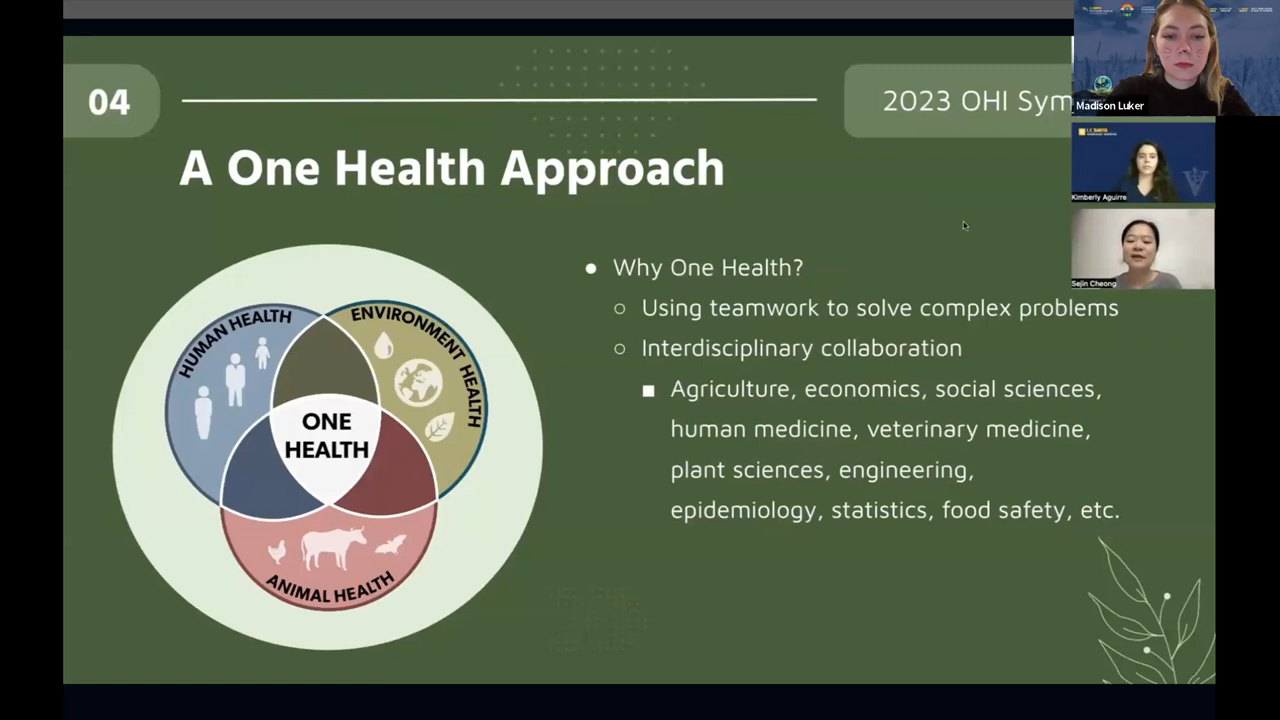 04
2023 OHI Sym
A One Health Approach
HUMAN HEALTH
ENVIRONMENT HEALTH
ONE
HEALTH
ANIMAL HEALTH
● Why One Health?
○ Using teamwork to solve complex problems
○ Interdisciplinary collaboration
■ Agriculture, economics, social sciences,
human medicine, veterinary medicine,
plant sciences, engineering,
epidemiology, statistics, food safety, etc.
Madison Luker
UC DAVIS
Kimberly Aguirre
Sejin Cheong